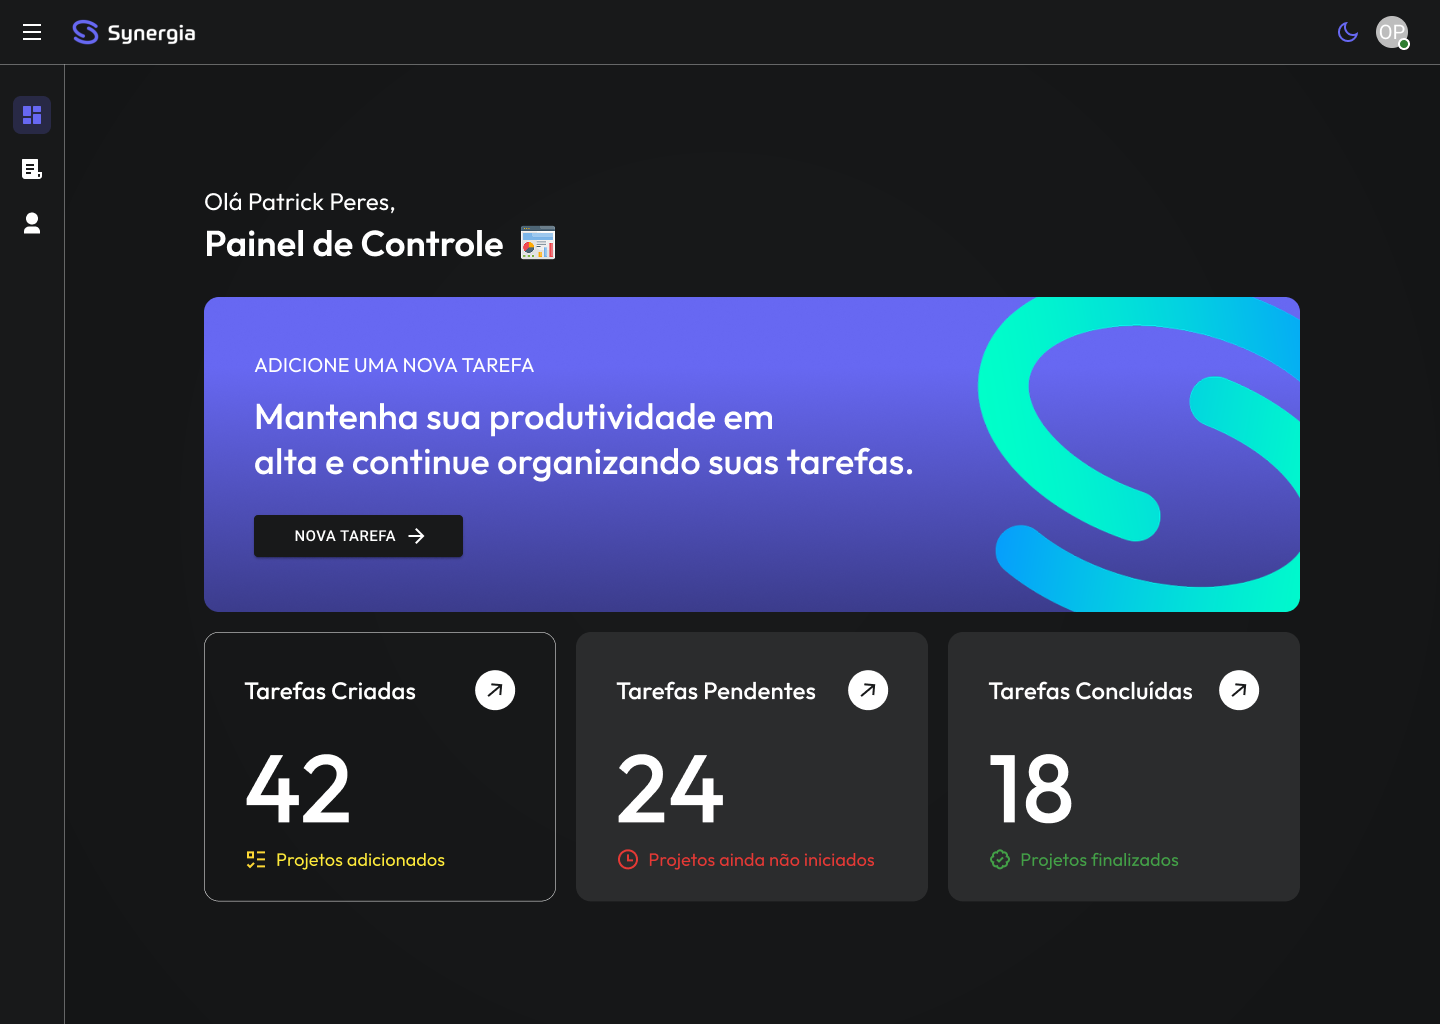 Synergia
OP
Olá Patrick Peres,
Painel de Controle
ADICIONE UMA NOVA TAREFA
Mantenha sua produtividade em
alta e continue organizando suas tarefas.
NOVA TAREFA
Tarefas Criadas
42
Projetos adicionados
Tarefas Pendentes
24
Projetos ainda não iniciados
Tarefas Concluídas
18
Projetos finalizados